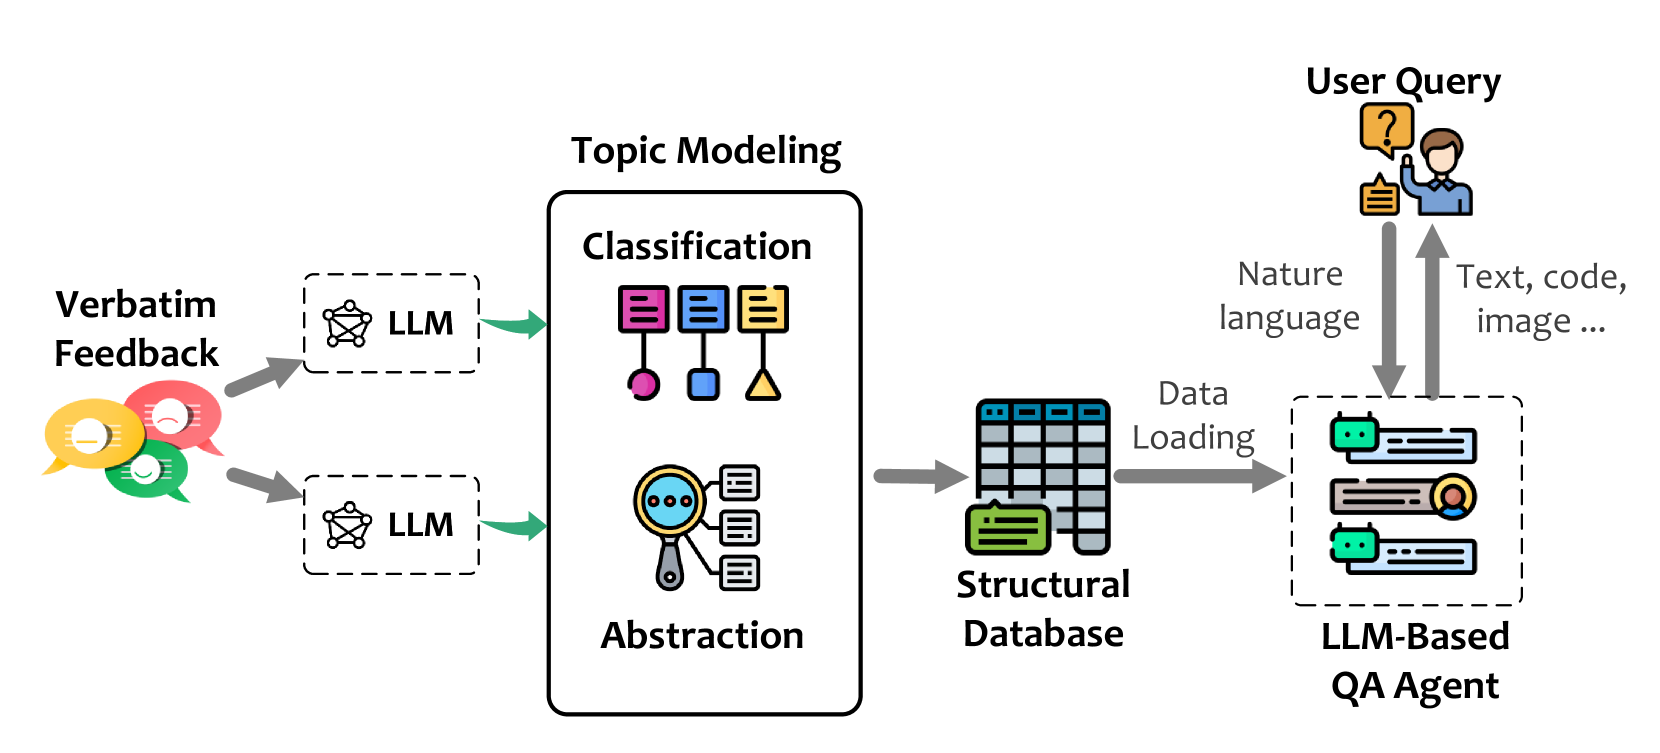 Verbatim
Feedback
LLM
LLM
Topic Modeling
Classification
Abstraction
Structural
Database
Data
Loading
User Query
?
Nature
language
Text, code,
image ...
LLM-Based
QA Agent